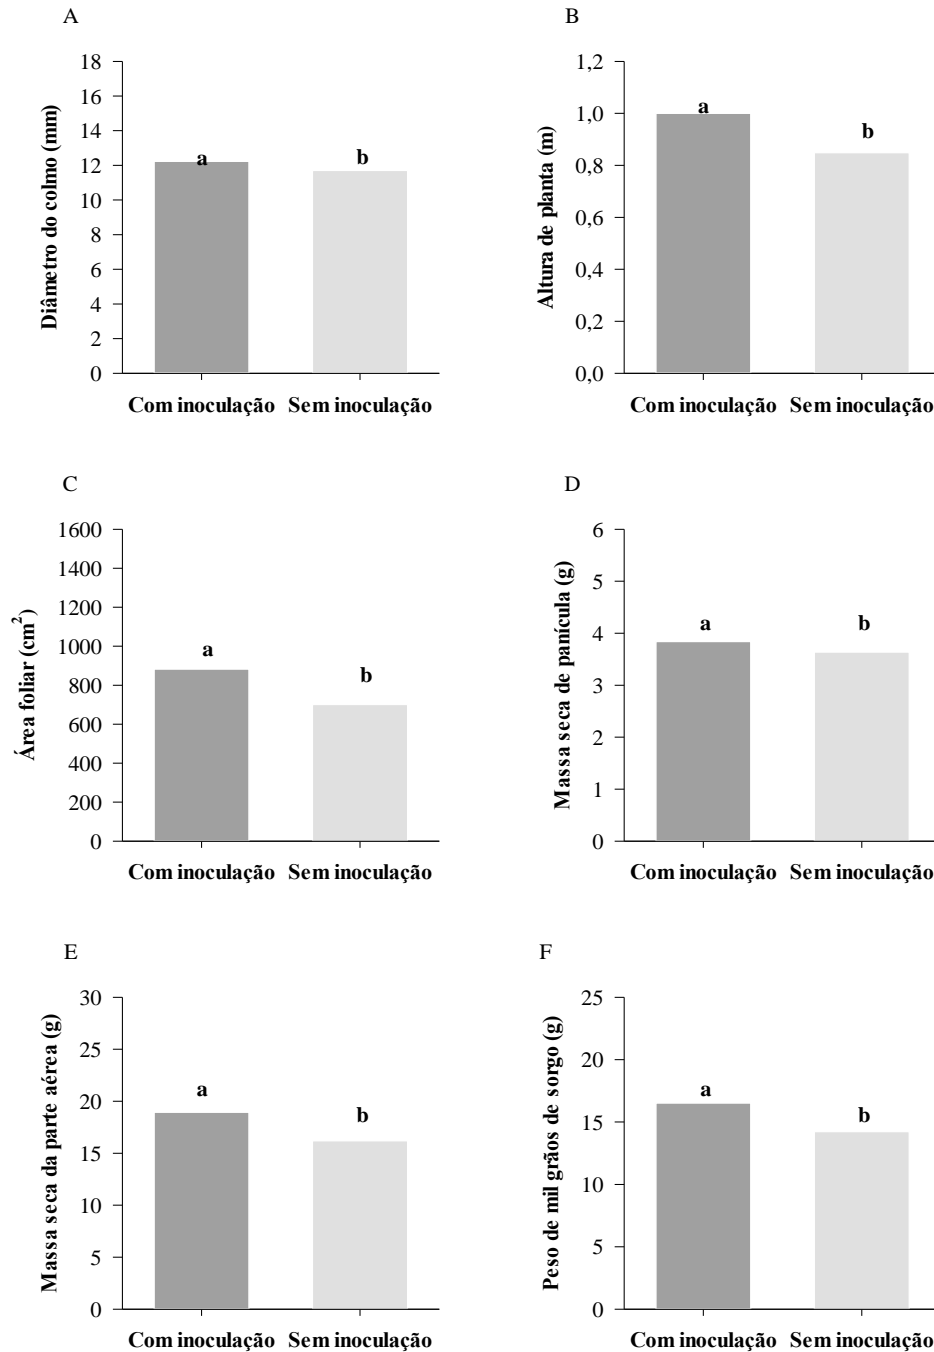 A
Diâmetro do colmo (mm)
18
16
14
12
10
8
6
4
2
0
a
b
Com inoculação
Sem inoculação
B
Altura de planta (m)
1,2
1,0
0,8
0,6
0,4
0,2
0,0
a
b
Com inoculação
Sem inoculação
C
Área foliar (cm²)
1600
1400
1200
1000
800
600
400
200
0
a
b
Com inoculação
Sem inoculação
D
Massa seca de panícula (g)
6
5
4
3
2
1
0
a
b
Com inoculação
Sem inoculação
E
Massa seca da parte aérea (g)
30
25
20
15
10
5
0
a
b
Com inoculação
Sem inoculação
F
Peso de mil grãos de sorgo (g)
25
20
15
10
5
0
a
b
Com inoculação
Sem inoculação